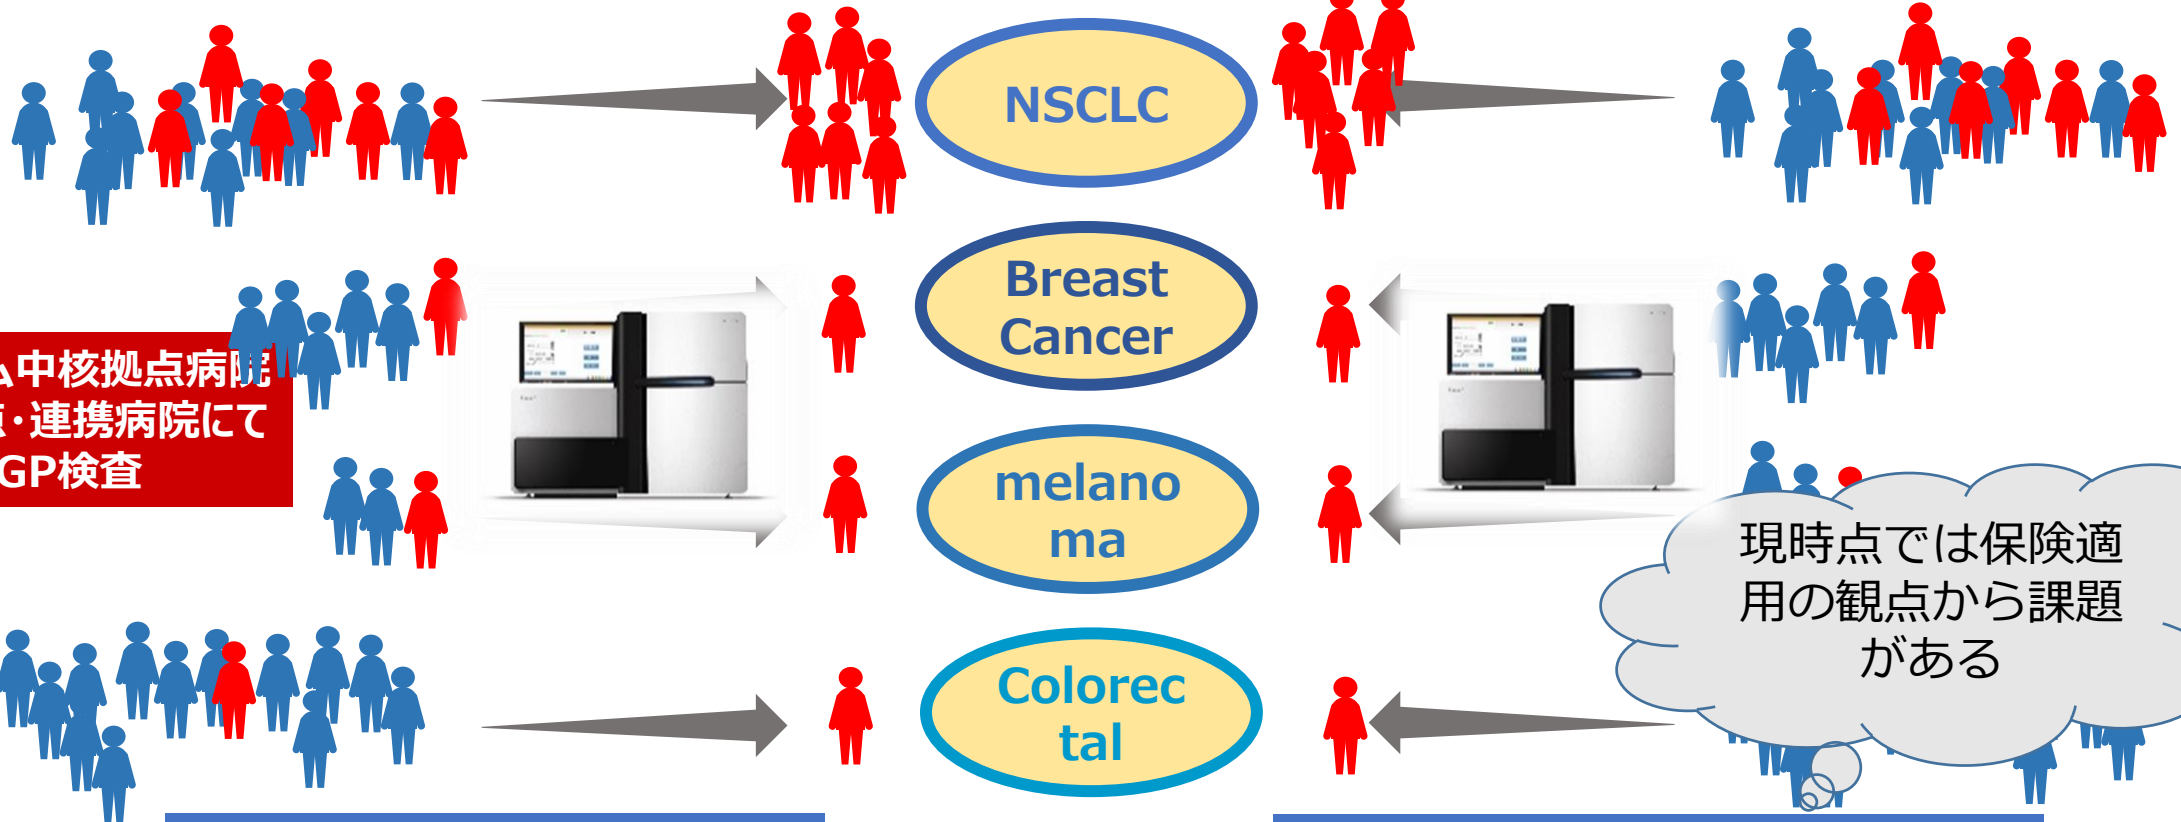 NSCLC
Breast
Cancer
中核拠点病院
・連携病院にて
GP検査
melano
ma
現時点では保険適
用の観点から課題
がある
Colorec
tal